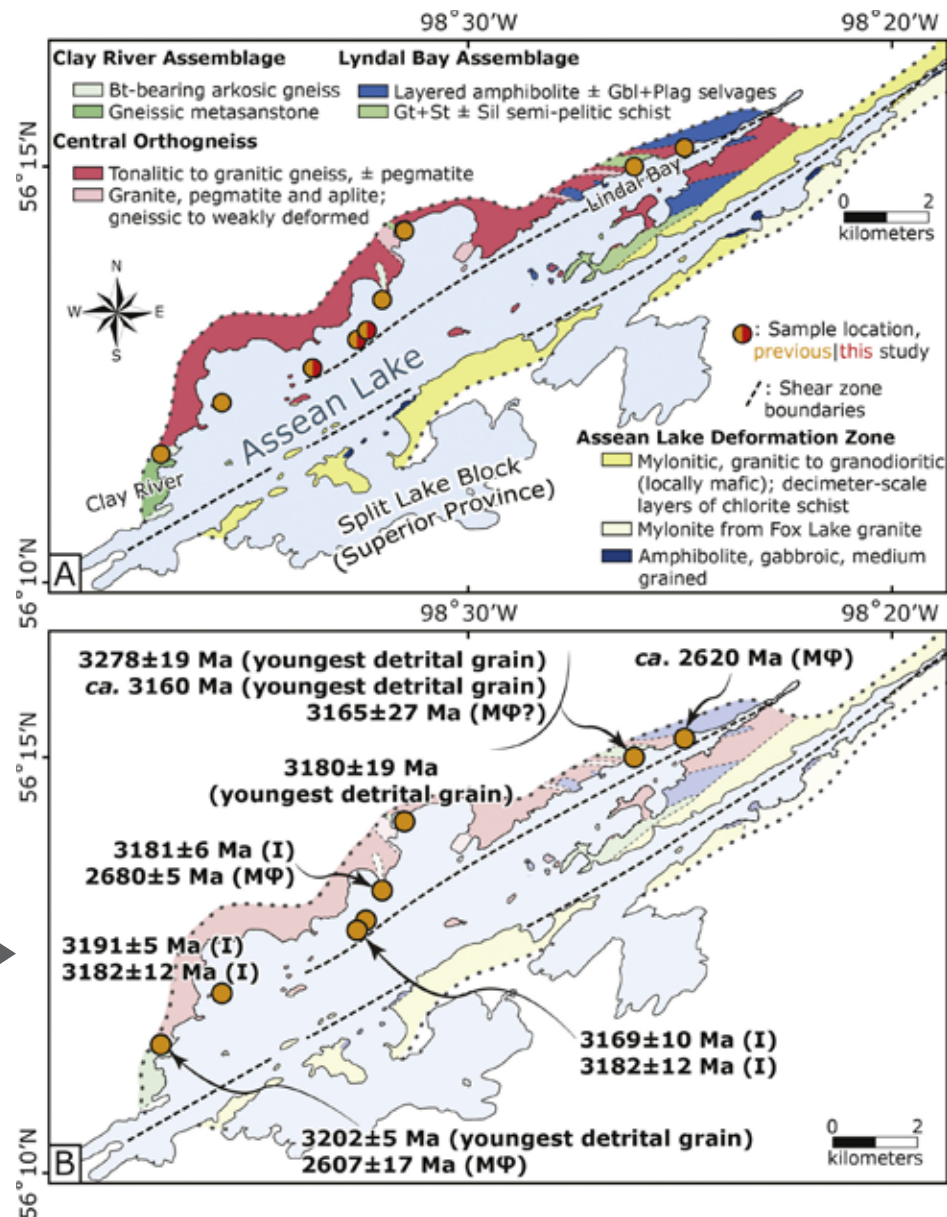 98°30′W
98°20′W
Clay River Assemblage
Bt-bearing arkosic gneiss
Gneissic metasanstone
Lyndal Bay Assemblage
Layered amphibolite ± Gbl+Plag selvages
Gt+St ± Sil semi-pelitic schist
Central Orthogneiss
Tonalitic to granitic gneiss, ± pegmatite
Granite, pegmatite and aplite;
gneissic to weakly deformed
56°15′N
Lindal Bay
0 2
kilometers
N
W E
S
: Sample location,
previous|this study
: Shear zone
boundaries
Assean Lake
Clay River
Split Lake Block
(Superior Province)
Assean Lake Deformation Zone
Mylonitic, granitic to granodioritic
(locally mafic); decimeter-scale
layers of chlorite schist
Mylonite from Fox Lake granite
Amphibolite, gabbroic, medium
grained
A
56°10′N
98°30′W
98°20′W
3278±19 Ma (youngest detrital grain)
ca. 3160 Ma (youngest detrital grain)
3165±27 Ma (MΦ?)
ca. 2620 Ma (MΦ)
56°15′N
3180±19 Ma
(youngest detrital grain)
3181±6 Ma (I)
2680±5 Ma (MΦ)
3191±5 Ma (I)
3182±12 Ma (I)
3169±10 Ma (I)
3182±12 Ma (I)
3202±5 Ma (youngest detrital grain)
2607±17 Ma (MΦ)
0 2
kilometers
B
56°10′N